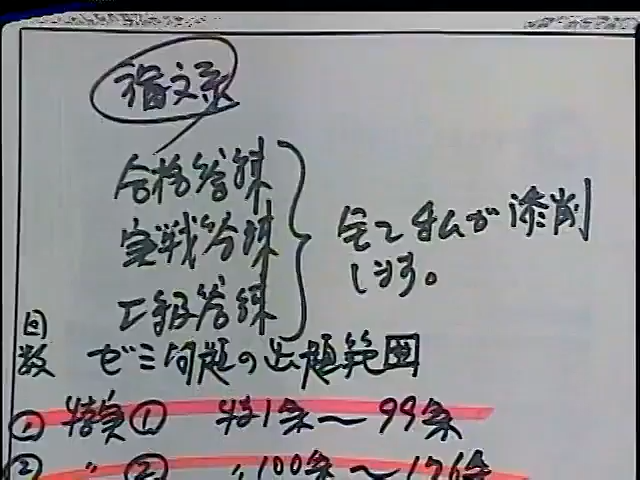 論文系
合格答練
実戦答練
上級答練
全て私が添削
します。
回数
ゼミ問題の出題範囲
① 特実① 特1条〜99条
② 〃 ② 〃100条〜176条